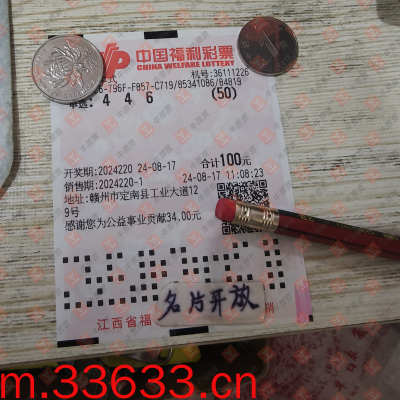 中国福利彩票
CHINA WELFARE LOTTERY
机号:36111226
796F-F857-C719/85341086/84819
4 4 6 (50)
开奖期:2024220 24-08-17 合计100元
销售期:2024220-1 24-08-17 11:08:23
地址:赣州市定南县工业大道12
9号
感谢您为公益事业贡献34.00元
名片开放
江西省福
m.33633.cn